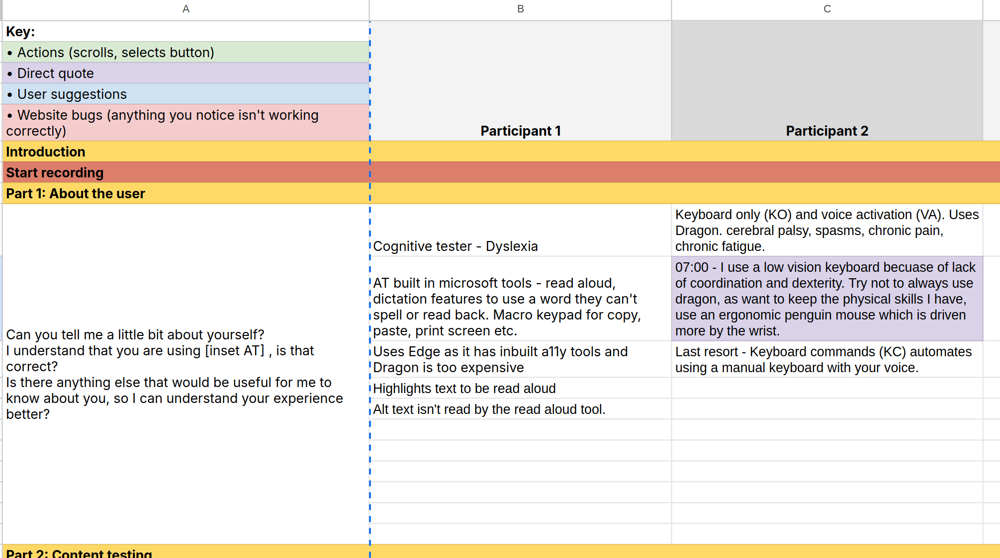 A
B
C
Key:
• Actions (scrolls, selects button)
• Direct quote
• User suggestions
• Website bugs (anything you notice isn't working
correctly)
Participant 1
Participant 2
Introduction
Start recording
Part 1: About the user
Can you tell me a little bit about yourself?
I understand that you are using [inset AT] , is that
correct?
Is there anything else that would be useful for me to
know about you, so I can understand your experience
better?
Cognitive tester - Dyslexia
Keyboard only (KO) and voice activation (VA). Uses
Dragon. cerebral palsy, spasms, chronic pain,
chronic fatigue.
AT built in microsoft tools - read aloud,
dictation features to use a word they can't
spell or read back. Macro keypad for copy,
paste, print screen etc.
07:00 - I use a low vision keyboard becuase of lack
of coordination and dexterity. Try not to always use
dragon, as want to keep the physical skills I have,
use an ergonomic penguin mouse which is driven
more by the wrist.
Uses Edge as it has inbuilt a11y tools and
Dragon is too expensive
Last resort - Keyboard commands (KC) automates
using a manual keyboard with your voice.
Highlights text to be read aloud
Alt text isn't read by the read aloud tool.
Part 2: Content testing